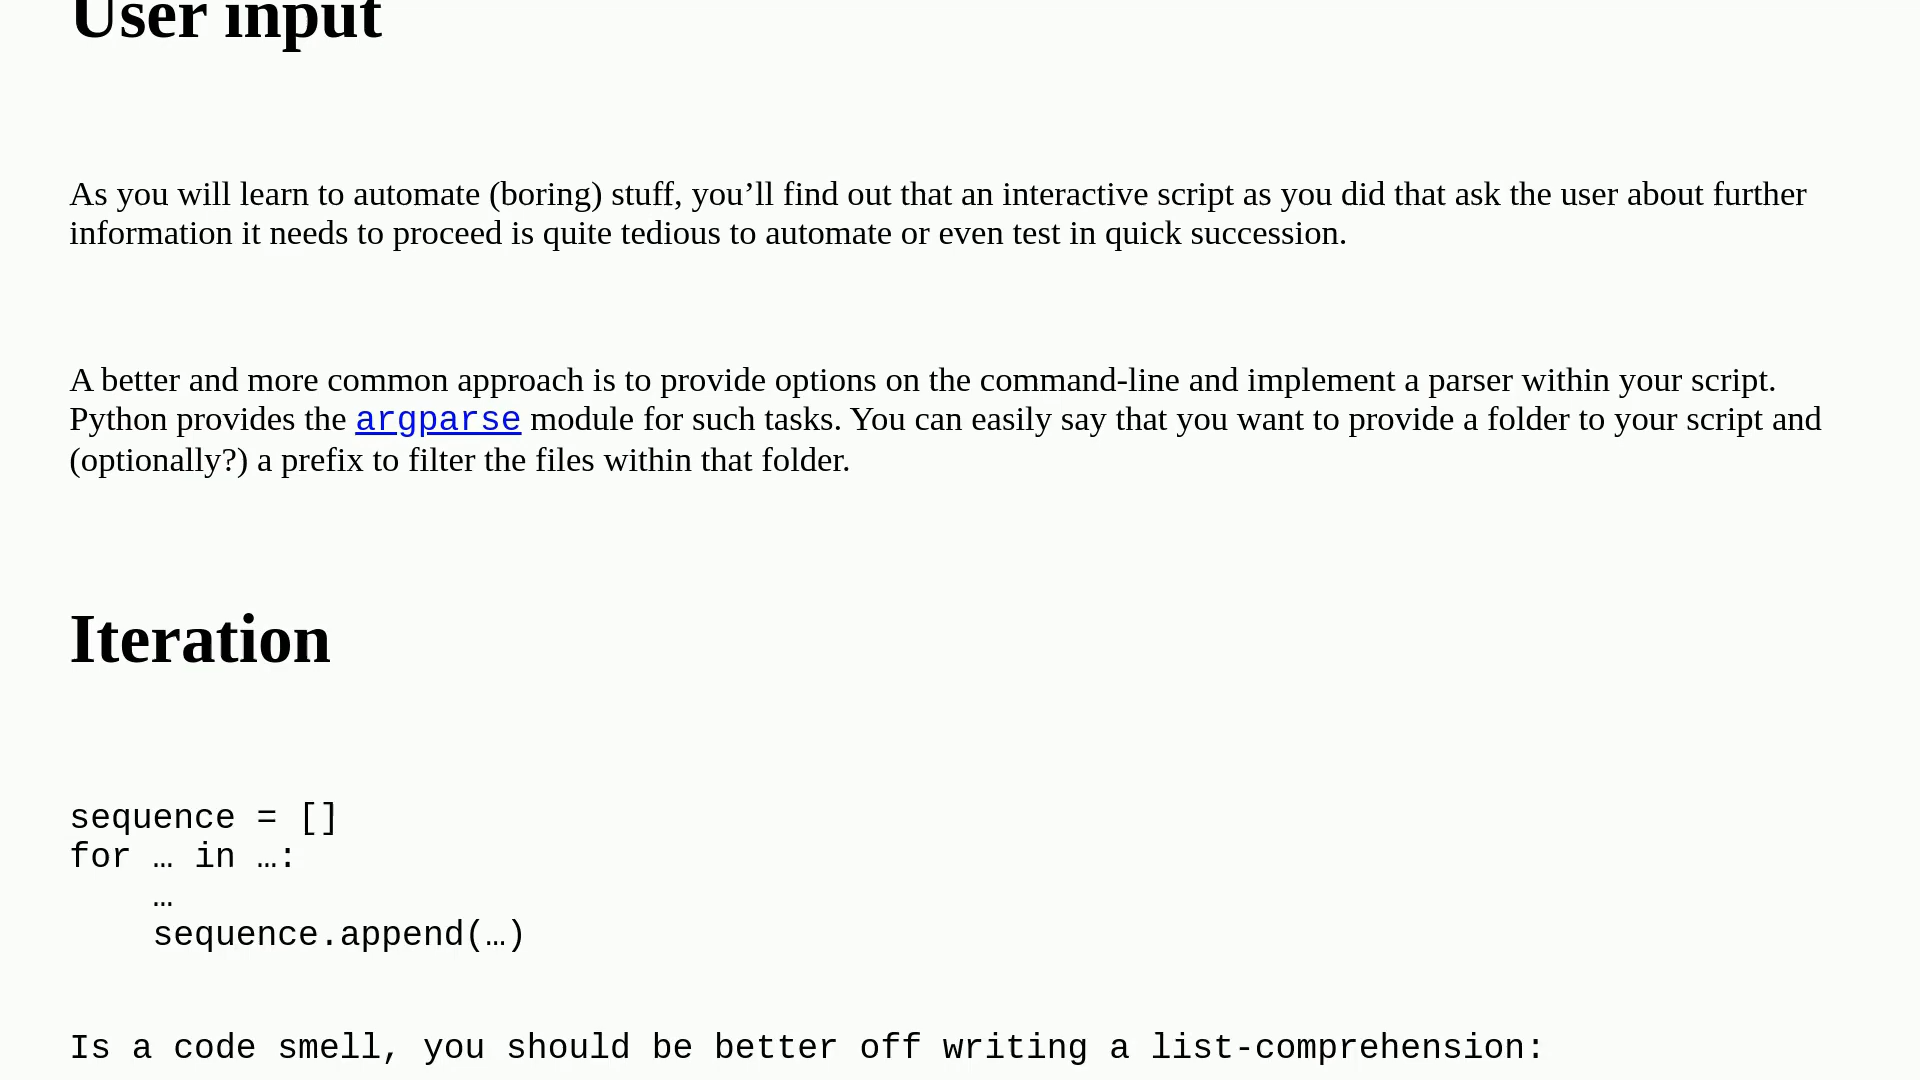 User input
As you will learn to automate (boring) stuff, you’ll find out that an interactive script as you did that ask the user about further
information it needs to proceed is quite tedious to automate or even test in quick succession.
A better and more common approach is to provide options on the command-line and implement a parser within your script.
Python provides the argparse module for such tasks. You can easily say that you want to provide a folder to your script and
(optionally?) a prefix to filter the files within that folder.
Iteration
sequence = []
for … in …:
    …
    sequence.append(…)
Is a code smell, you should be better off writing a list-comprehension: